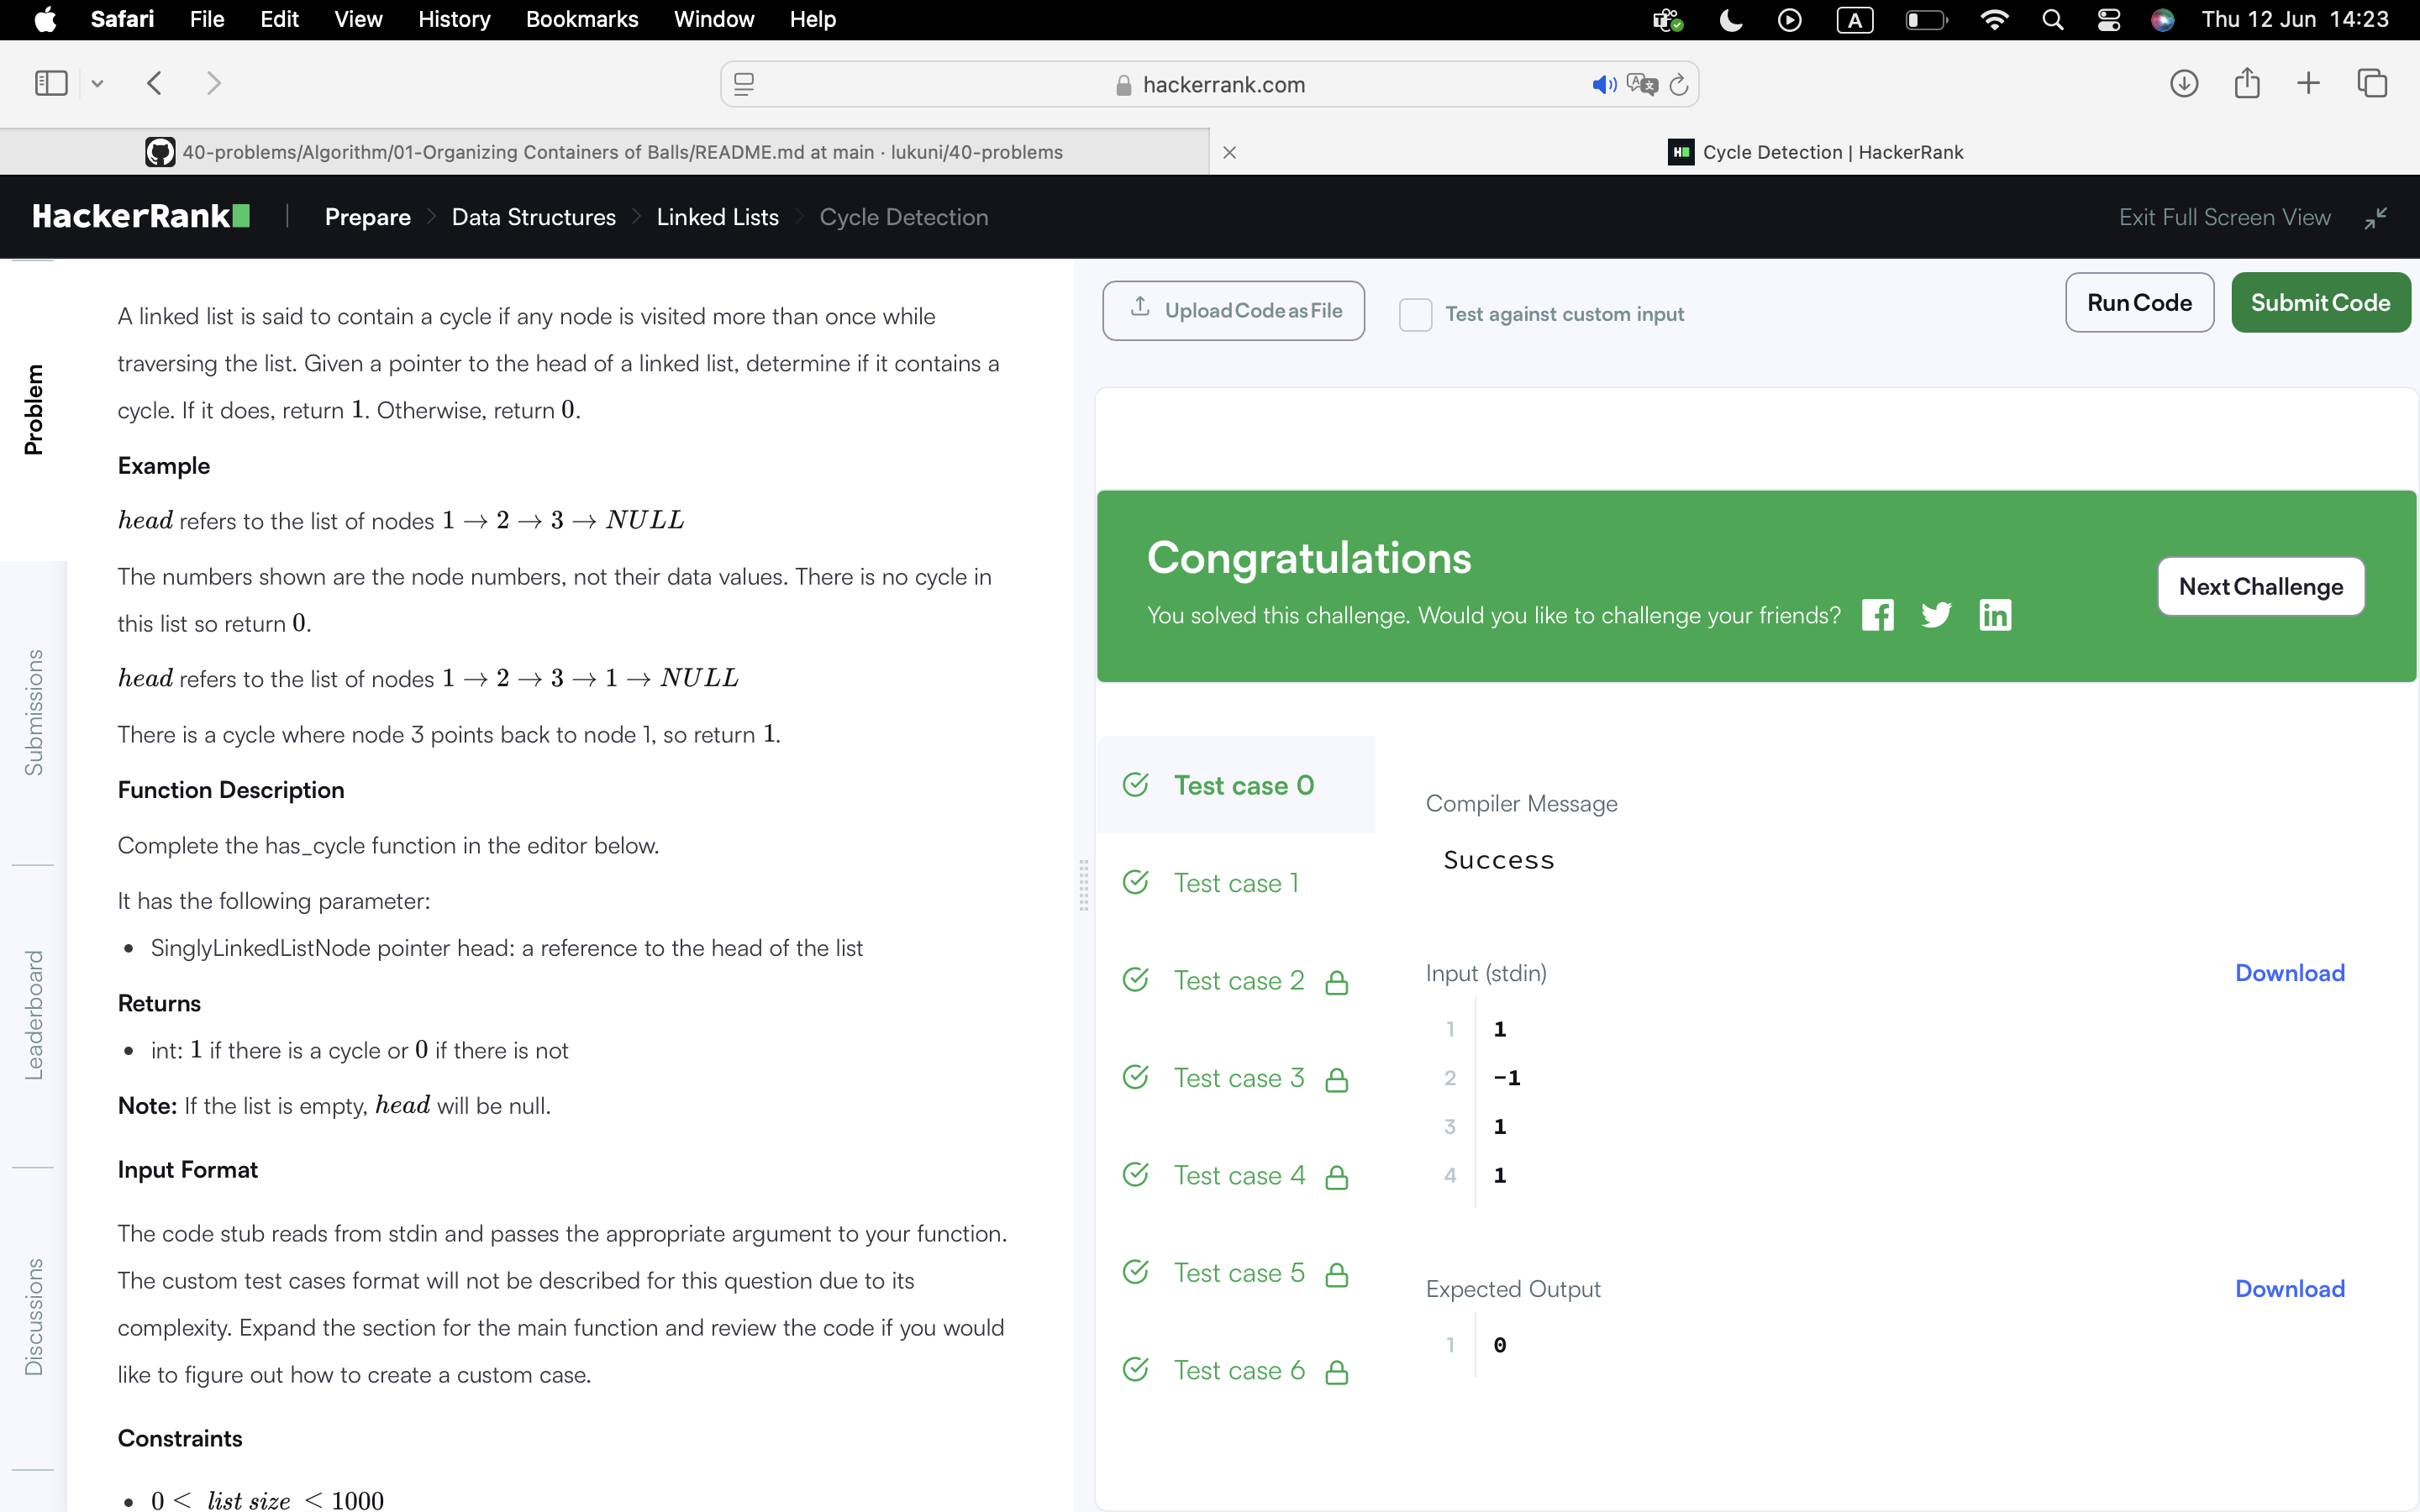 Safari File Edit View History Bookmarks Window Help A Thu 12 Jun 14:23
hackerrank.com
40-problems/Algorithm/01-Organizing Containers of Balls/README.md at main · lukuni/40-problems
Cycle Detection | HackerRank
HackerRank Prepare Data Structures Linked Lists Cycle Detection Exit Full Screen View
Problem
Submissions
Leaderboard
Discussions
A linked list is said to contain a cycle if any node is visited more than once while
traversing the list. Given a pointer to the head of a linked list, determine if it contains a
cycle. If it does, return 1. Otherwise, return 0.
Example
head refers to the list of nodes 1 → 2 → 3 → NULL
The numbers shown are the node numbers, not their data values. There is no cycle in
this list so return 0.
head refers to the list of nodes 1 → 2 → 3 → 1 → NULL
There is a cycle where node 3 points back to node 1, so return 1.
Function Description
Complete the has_cycle function in the editor below.
It has the following parameter:
• SinglyLinkedListNode pointer head: a reference to the head of the list
Returns
• int: 1 if there is a cycle or 0 if there is not
Note: If the list is empty, head will be null.
Input Format
The code stub reads from stdin and passes the appropriate argument to your function.
The custom test cases format will not be described for this question due to its
complexity. Expand the section for the main function and review the code if you would
like to figure out how to create a custom case.
Constraints
• 0 < list size < 1000
Upload Code as File Test against custom input Run Code Submit Code
Congratulations
You solved this challenge. Would you like to challenge your friends?
Next Challenge
Test case 0
Test case 1
Test case 2
Test case 3
Test case 4
Test case 5
Test case 6
Compiler Message
Success
Input (stdin) Download
1 1
2 -1
3 1
4 1
Expected Output Download
1 0